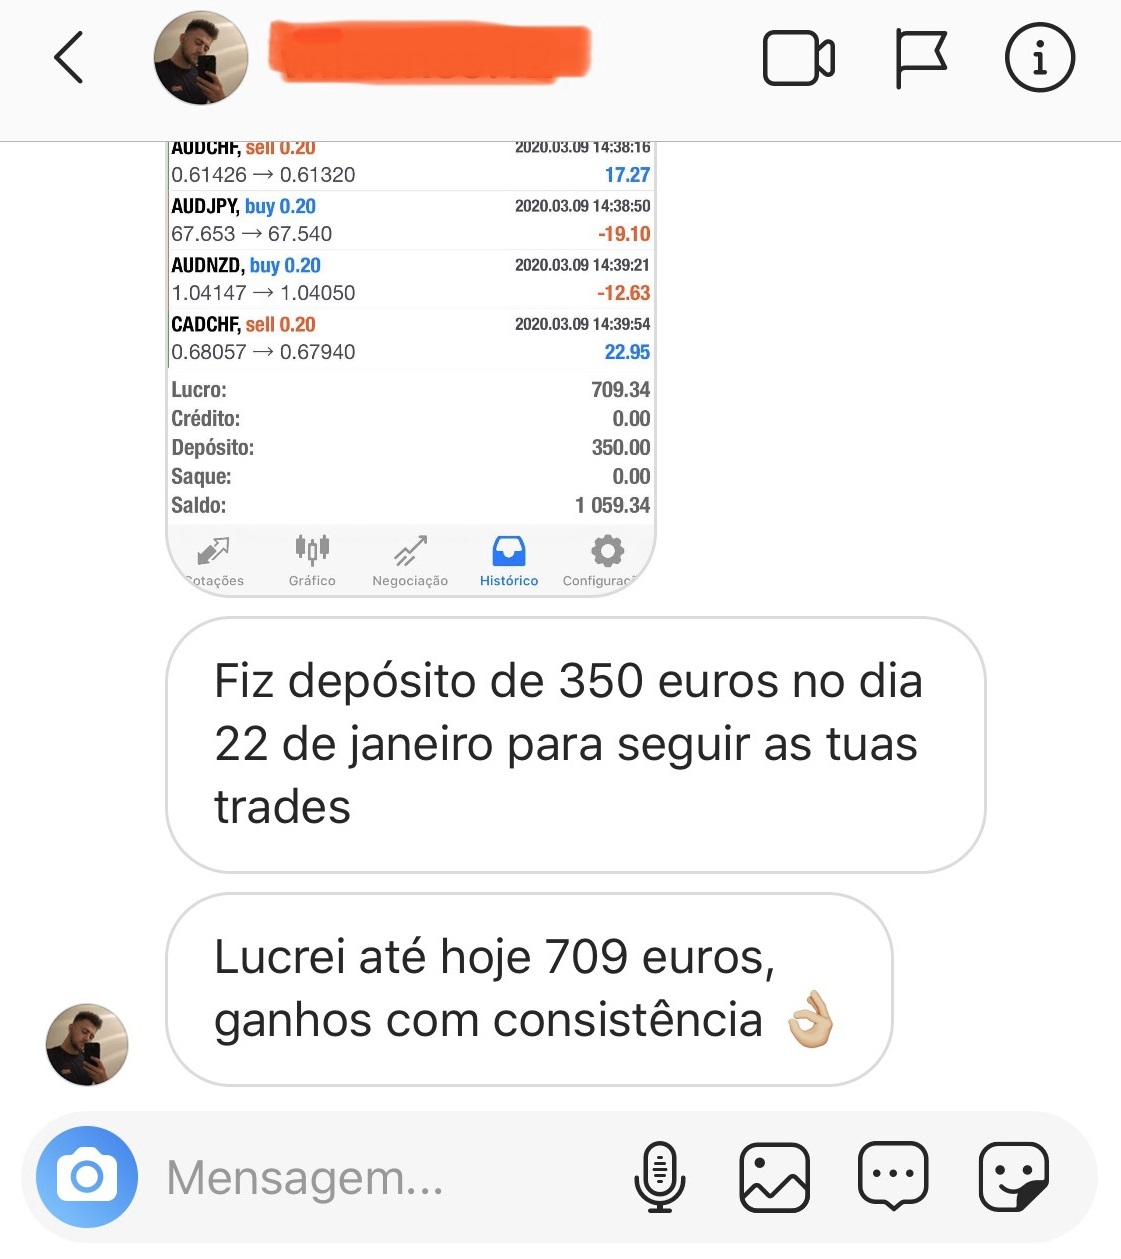 AUDCHF, sell 0.20 2020.03.09 14:38:16
0.61426 → 0.61320 17.27
AUDJPY, buy 0.20 2020.03.09 14:38:50
67.653 → 67.540 -19.10
AUDNZD, buy 0.20 2020.03.09 14:39:21
1.04147 → 1.04050 -12.63
CADCHF, sell 0.20 2020.03.09 14:39:54
0.68057 → 0.67940 22.95
Lucro: 709.34
Crédito: 0.00
Depósito: 350.00
Saque: 0.00
Saldo: 1 059.34
otações Gráfico Negociação Histórico Configuraç
Fiz depósito de 350 euros no dia
22 de janeiro para seguir as tuas
trades
Lucrei até hoje 709 euros,
ganhos com consistência 👌🏼
Mensagem...